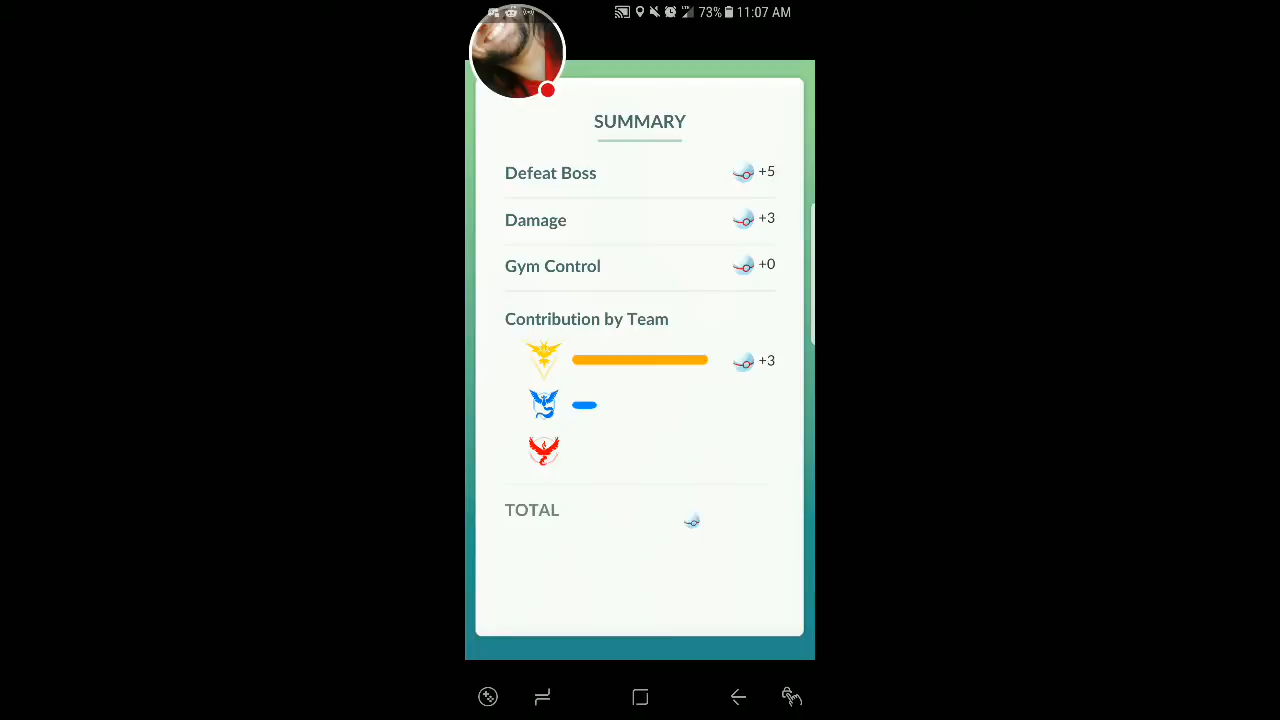 73% 11:07 AM
SUMMARY
Defeat Boss +5
Damage +3
Gym Control +0
Contribution by Team
+3
TOTAL